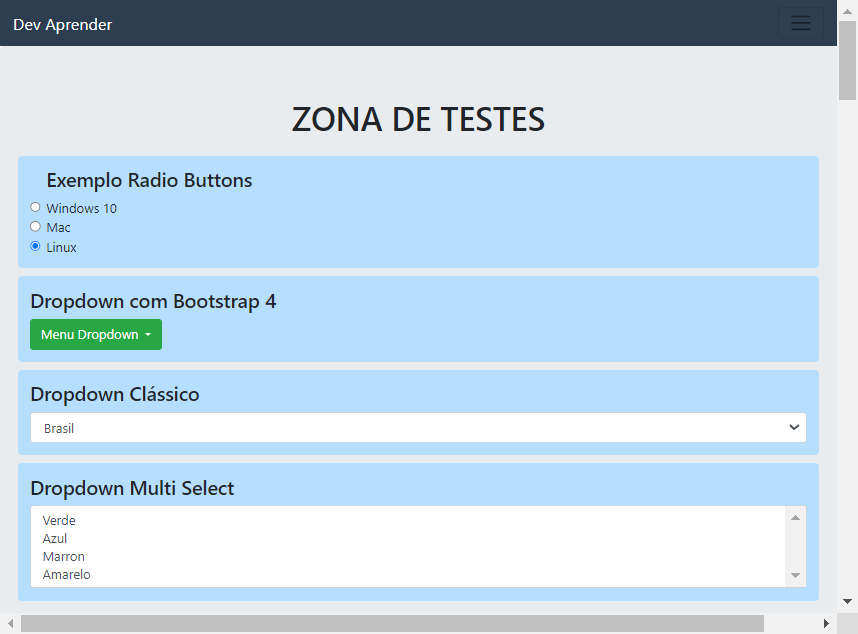 Dev Aprender
ZONA DE TESTES
Exemplo Radio Buttons
Windows 10
Mac
Linux
Dropdown com Bootstrap 4
Menu Dropdown
Dropdown Clássico
Brasil
Dropdown Multi Select
Verde
Azul
Marron
Amarelo